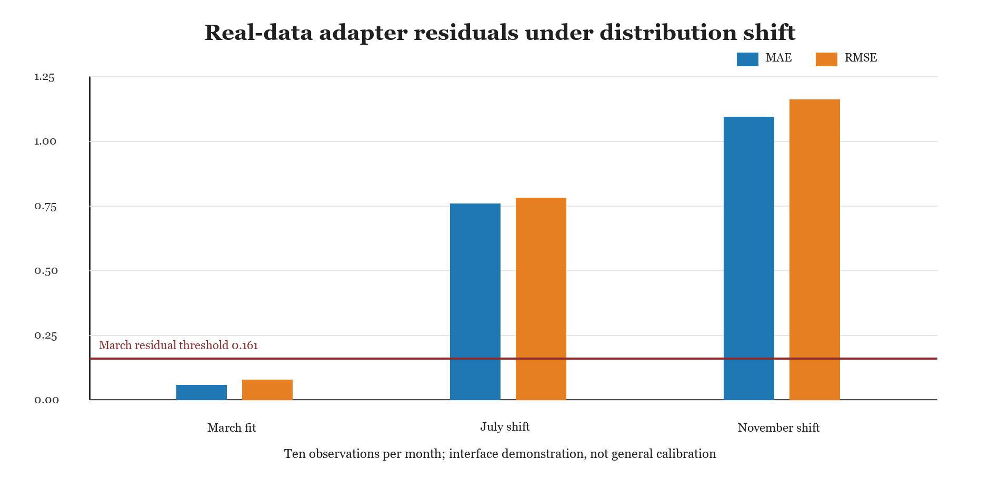 Real-data adapter residuals under distribution shift
MAE
RMSE
1.25
1.00
0.75
0.50
0.25
March residual threshold 0.161
0.00
March fit
July shift
November shift
Ten observations per month; interface demonstration, not general calibration